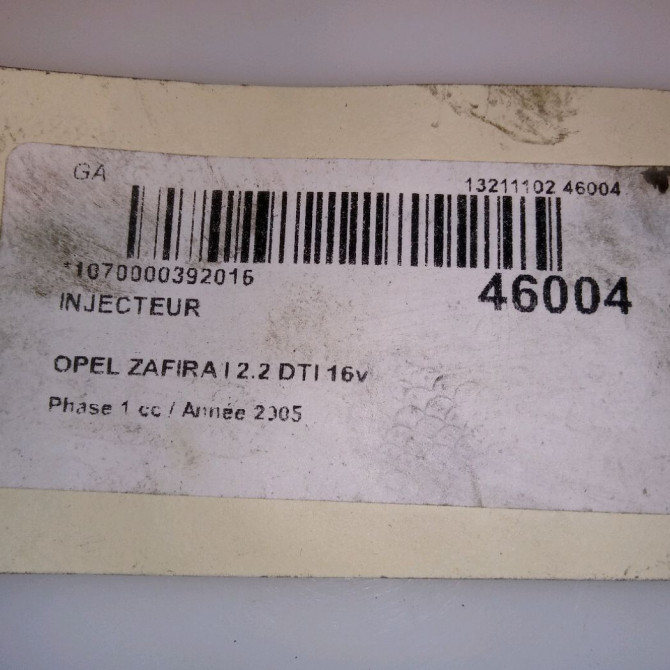 GA
13211102 46004
*1070000392016
46004
INJECTEUR
OPEL ZAFIRA I 2.2 DTI 16v
Phase 1 cc / Année 2005